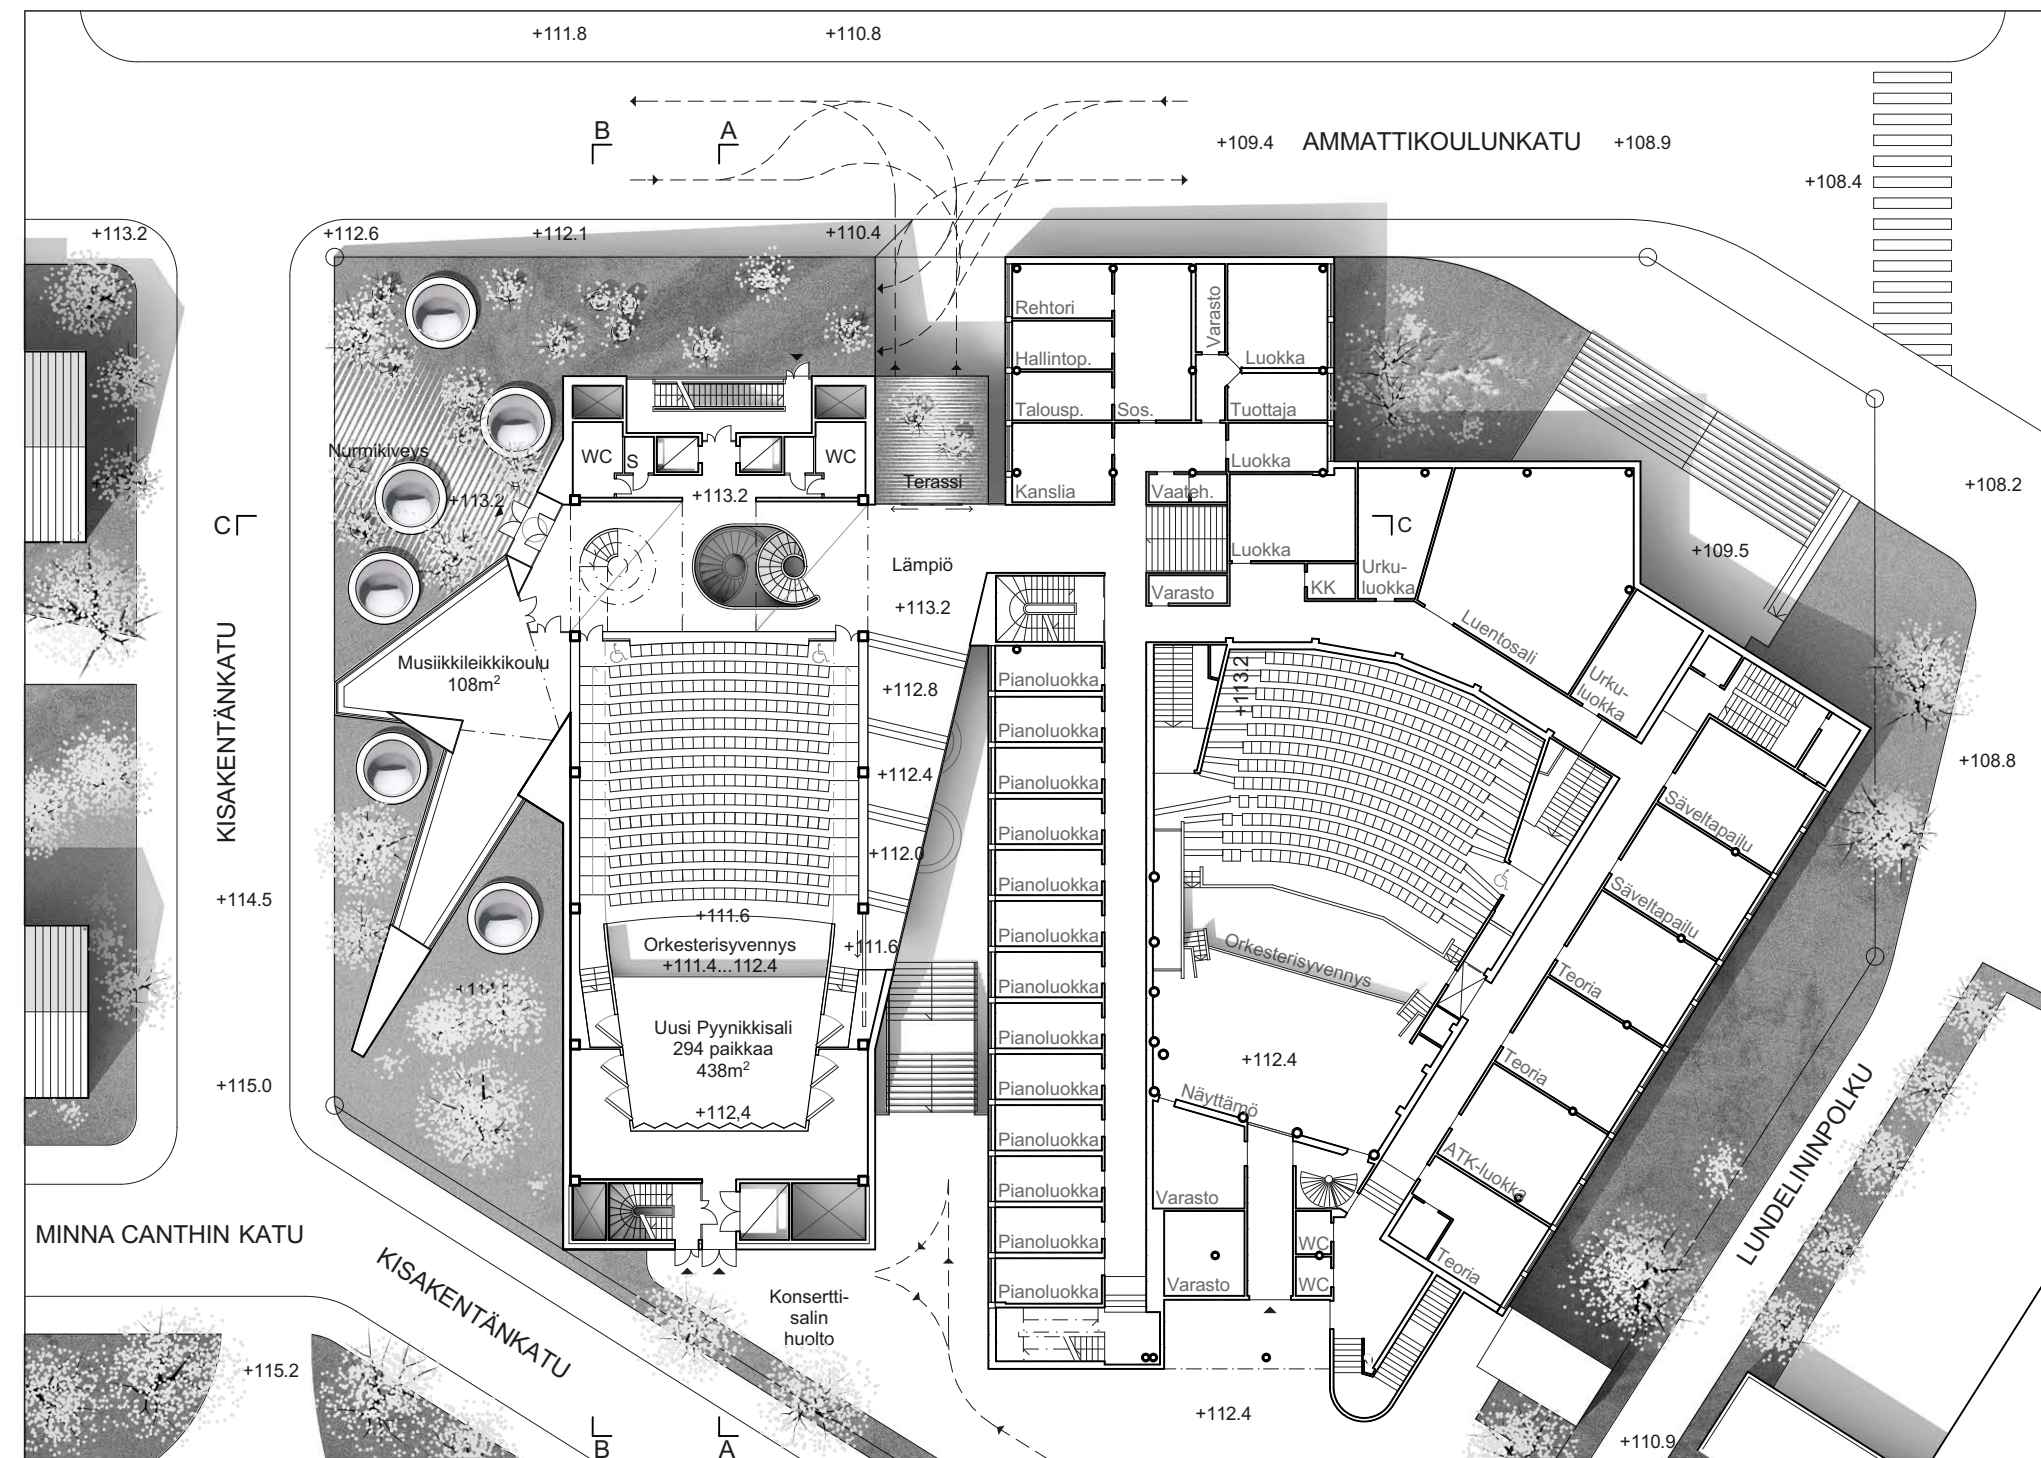 +111.8
+110.8
B
A
+109.4
AMMATTIKOULUNKATU
+108.9
+108.4
+113.2
+112.6
+112.1
+110.4
Rehtori
Varasto
Hallintop.
Luokka
Talousp.
Sos.
Tuottaja
Nurmikiveys
WC
S
WC
Luokka
Terassi
Kanslia
Vaateh.
+108.2
+113.2
+113.2
C
C
Luokka
+109.5
Lämpiö
Urku-
luokka
KK
Varasto
+113.2
Luentosali
KISAKENTÄNKATU
Musiikkileikkikoulu
108m²
Pianoluokka
+113.2
Urku-
luokka
+112.8
Pianoluokka
+108.8
+112.4
Pianoluokka
Säveltapailu
Pianoluokka
+112.0
Pianoluokka
Säveltapailu
+114.5
+111.6
Pianoluokka
Orkesterisyvennys
+111.4...112.4
+111.6
Orkesterisyvennys
Pianoluokka
Teoria
Uusi Pyynikkisali
294 paikkaa
438m²
Pianoluokka
+112.4
Teoria
+115.0
Pianoluokka
+112,4
Näyttämö
Pianoluokka
ATK-luokka
LUNDELININPOLKU
Pianoluokka
Varasto
MINNA CANTHIN KATU
Pianoluokka
WC
Teoria
KISAKENTÄNKATU
Pianoluokka
Varasto
WC
Konsertti-
salin
huolto
+115.2
+112.4
B
A
+110.9